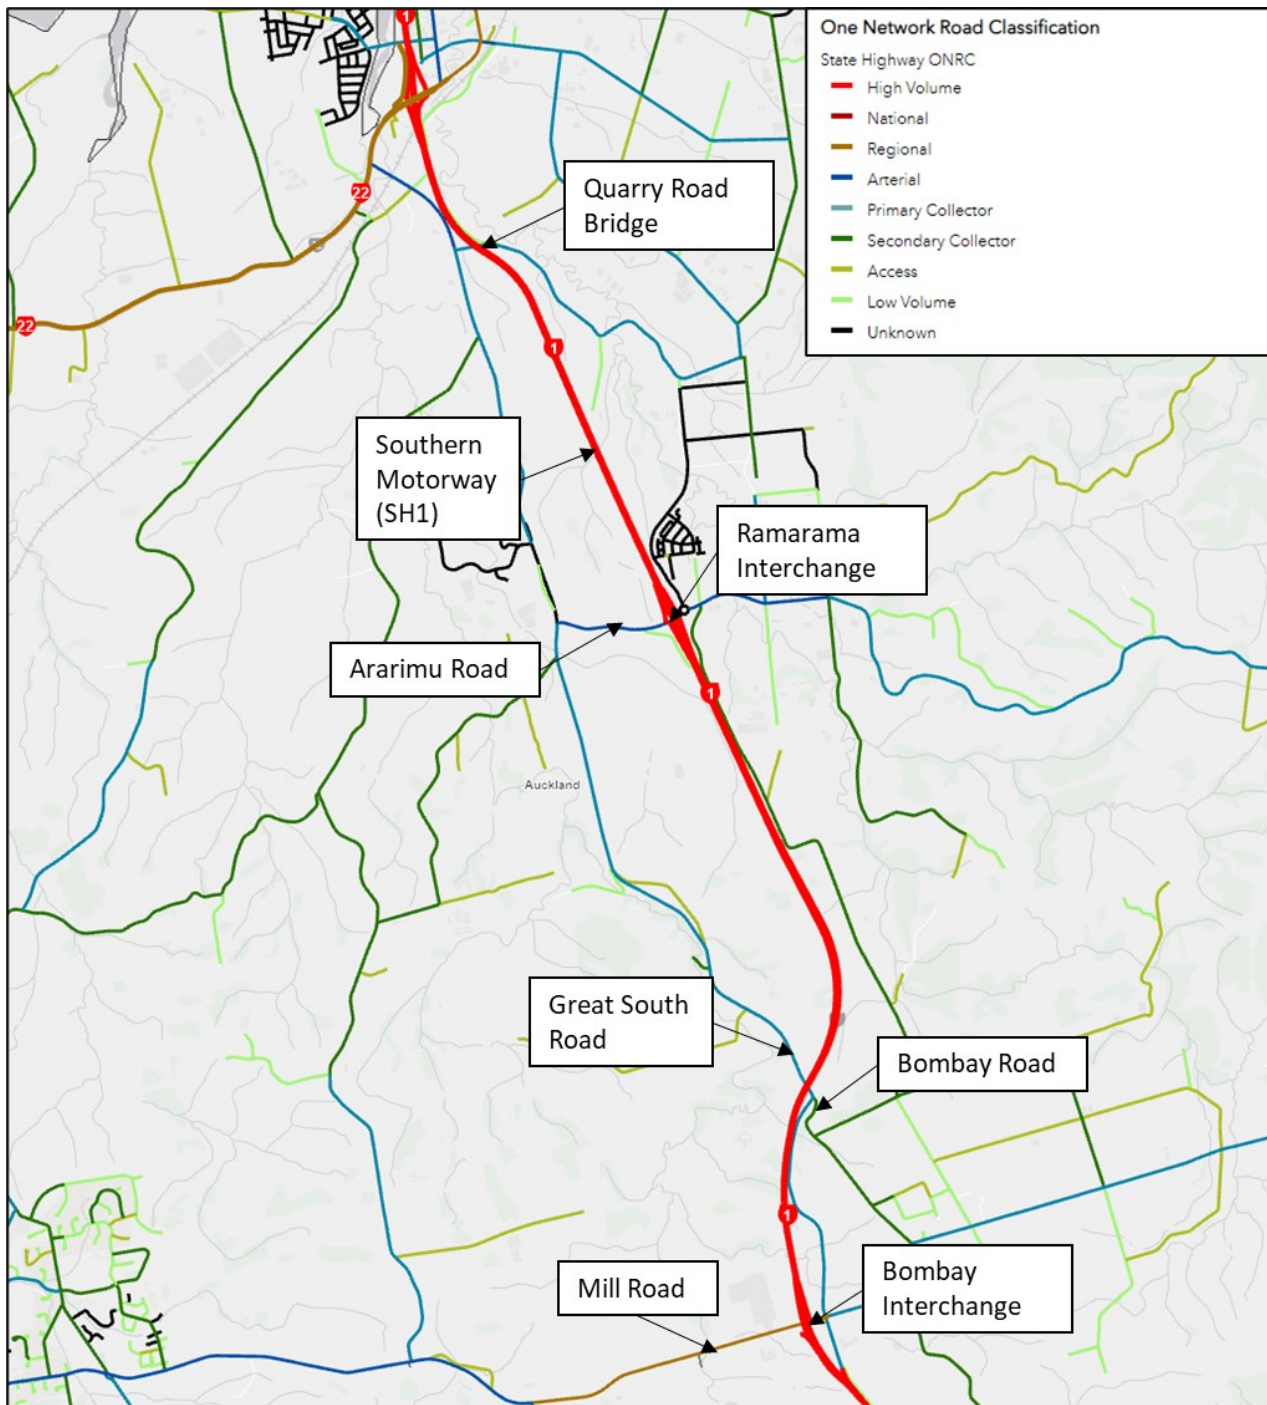 One Network Road Classification
State Highway ONRC
High Volume
National
Regional
Arterial
Primary Collector
Secondary Collector
Access
Low Volume
Unknown
1
Quarry Road
Bridge
22
22
1
Southern
Motorway
(SH1)
Ramarama
Interchange
Ararimu Road
1
Auckland
Great South
Road
Bombay Road
1
Mill Road
Bombay
Interchange